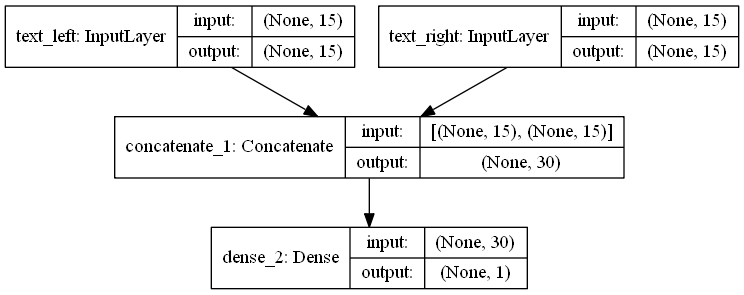 text_left: InputLayer
input:
(None, 15)
output:
(None, 15)
text_right: InputLayer
input:
(None, 15)
output:
(None, 15)
concatenate_1: Concatenate
input:
[(None, 15), (None, 15)]
output:
(None, 30)
dense_2: Dense
input:
(None, 30)
output:
(None, 1)